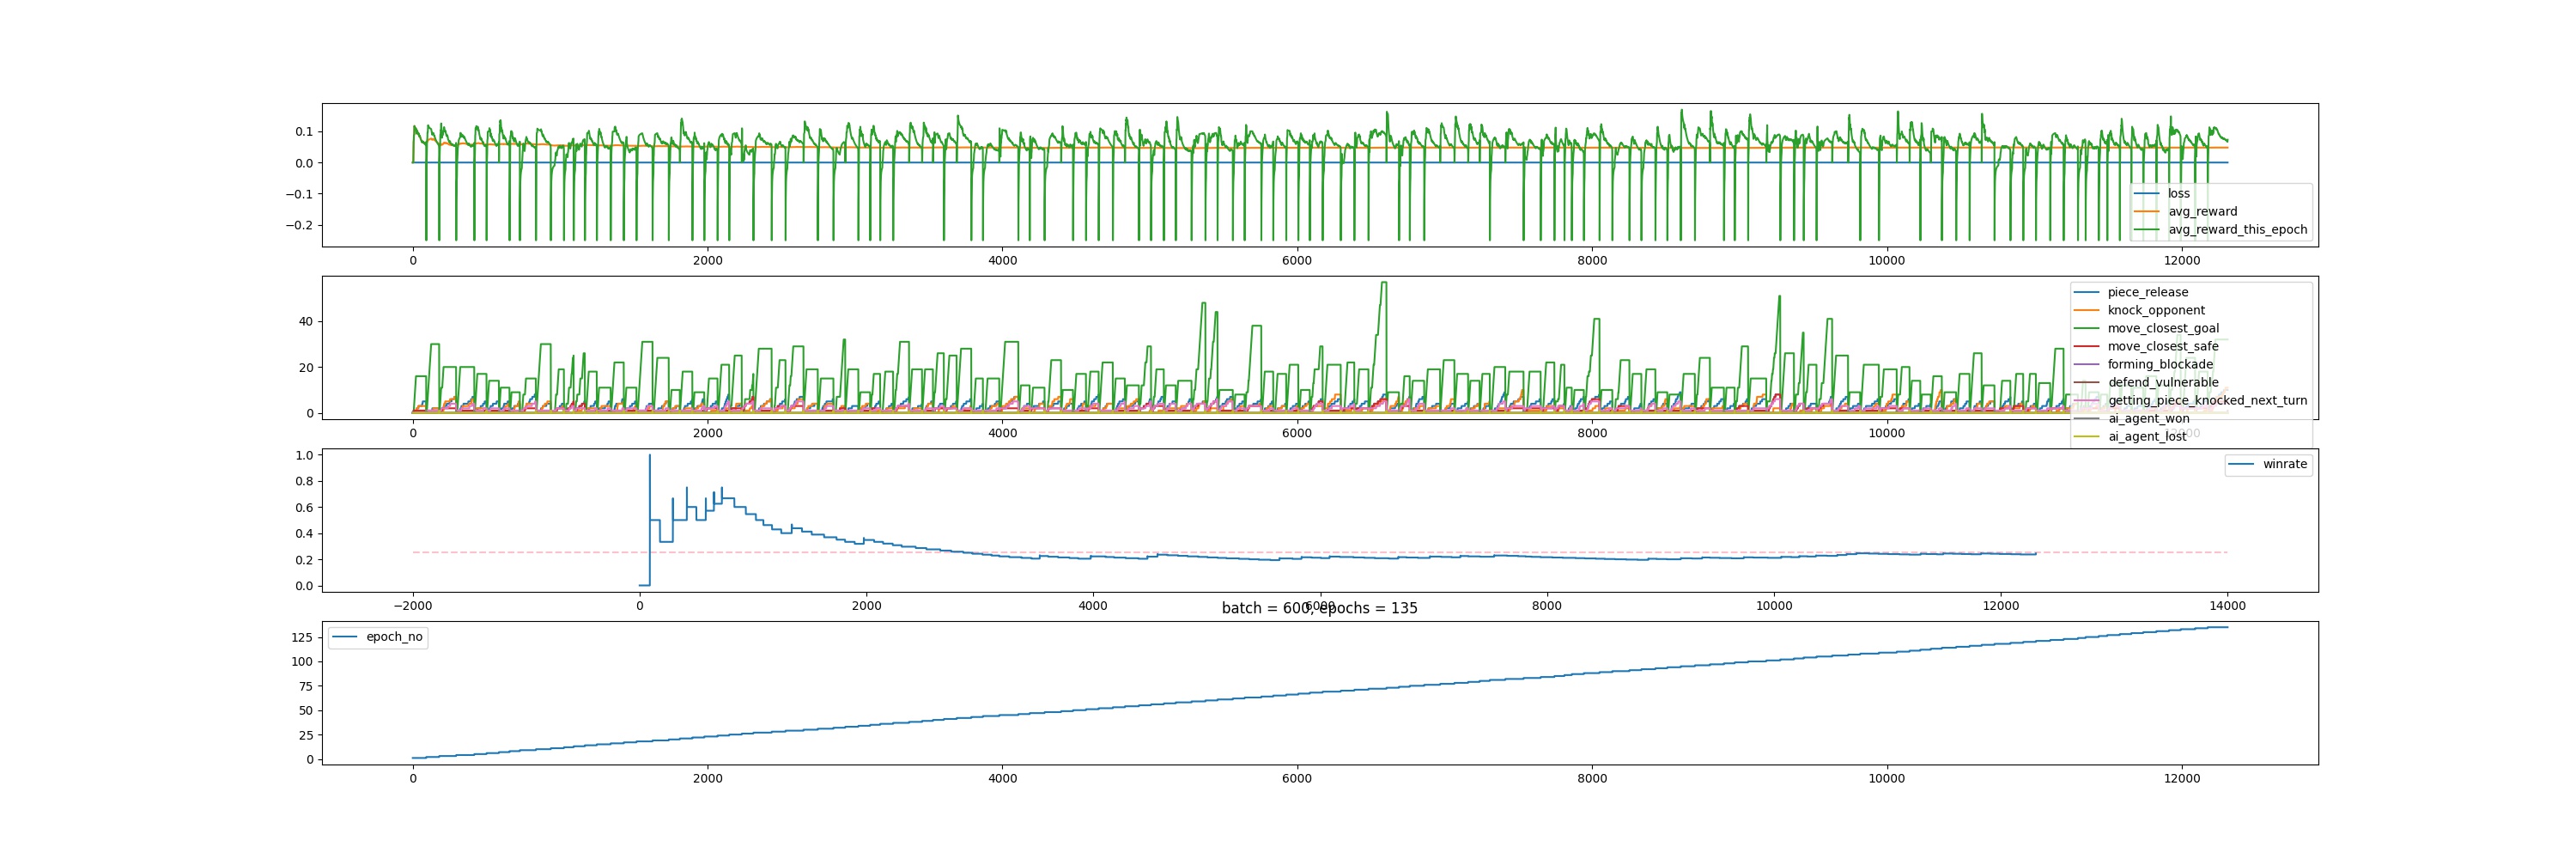 0.1
0.0
−0.1
−0.2
loss
avg_reward
avg_reward_this_epoch
0 2000 4000 6000 8000 10000 12000
40
20
0
piece_release
knock_opponent
move_closest_goal
move_closest_safe
forming_blockade
defend_vulnerable
getting_piece_knocked_next_turn
ai_agent_won
ai_agent_lost
0 2000 4000 6000 8000 10000 12000
1.0
0.8
0.6
0.4
0.2
0.0
winrate
−2000 0 2000 4000 6000 8000 10000 12000 14000
batch = 600, epochs = 135
125
100
75
50
25
0
epoch_no
0 2000 4000 6000 8000 10000 12000